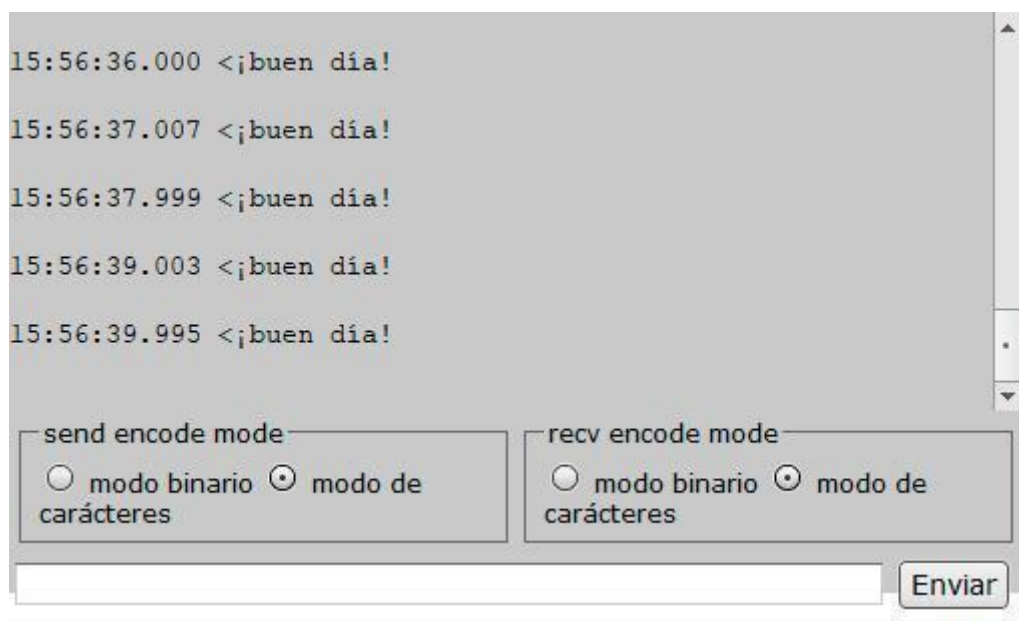 15:56:36.000 <¡buen día!
15:56:37.007 <¡buen día!
15:56:37.999 <¡buen día!
15:56:39.003 <¡buen día!
15:56:39.995 <¡buen día!
send encode mode
modo binario modo de
carácteres
recv encode mode
modo binario modo de
carácteres
Enviar